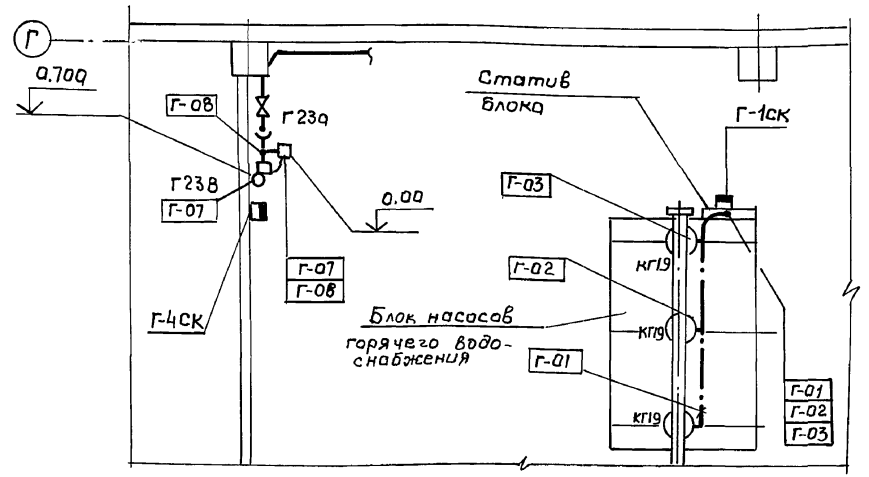 Г
0.700
Г-08
Г23а
Г23в
Г-07
0.00
Г-07
Г-08
Г-4СК
Статив
блока
Г-1СК
Г-03
КГ19
Г-02
Блок насосов
горячего водо-
снабжения
КГ19
Г-01
КГ19
Г-01
Г-02
Г-03